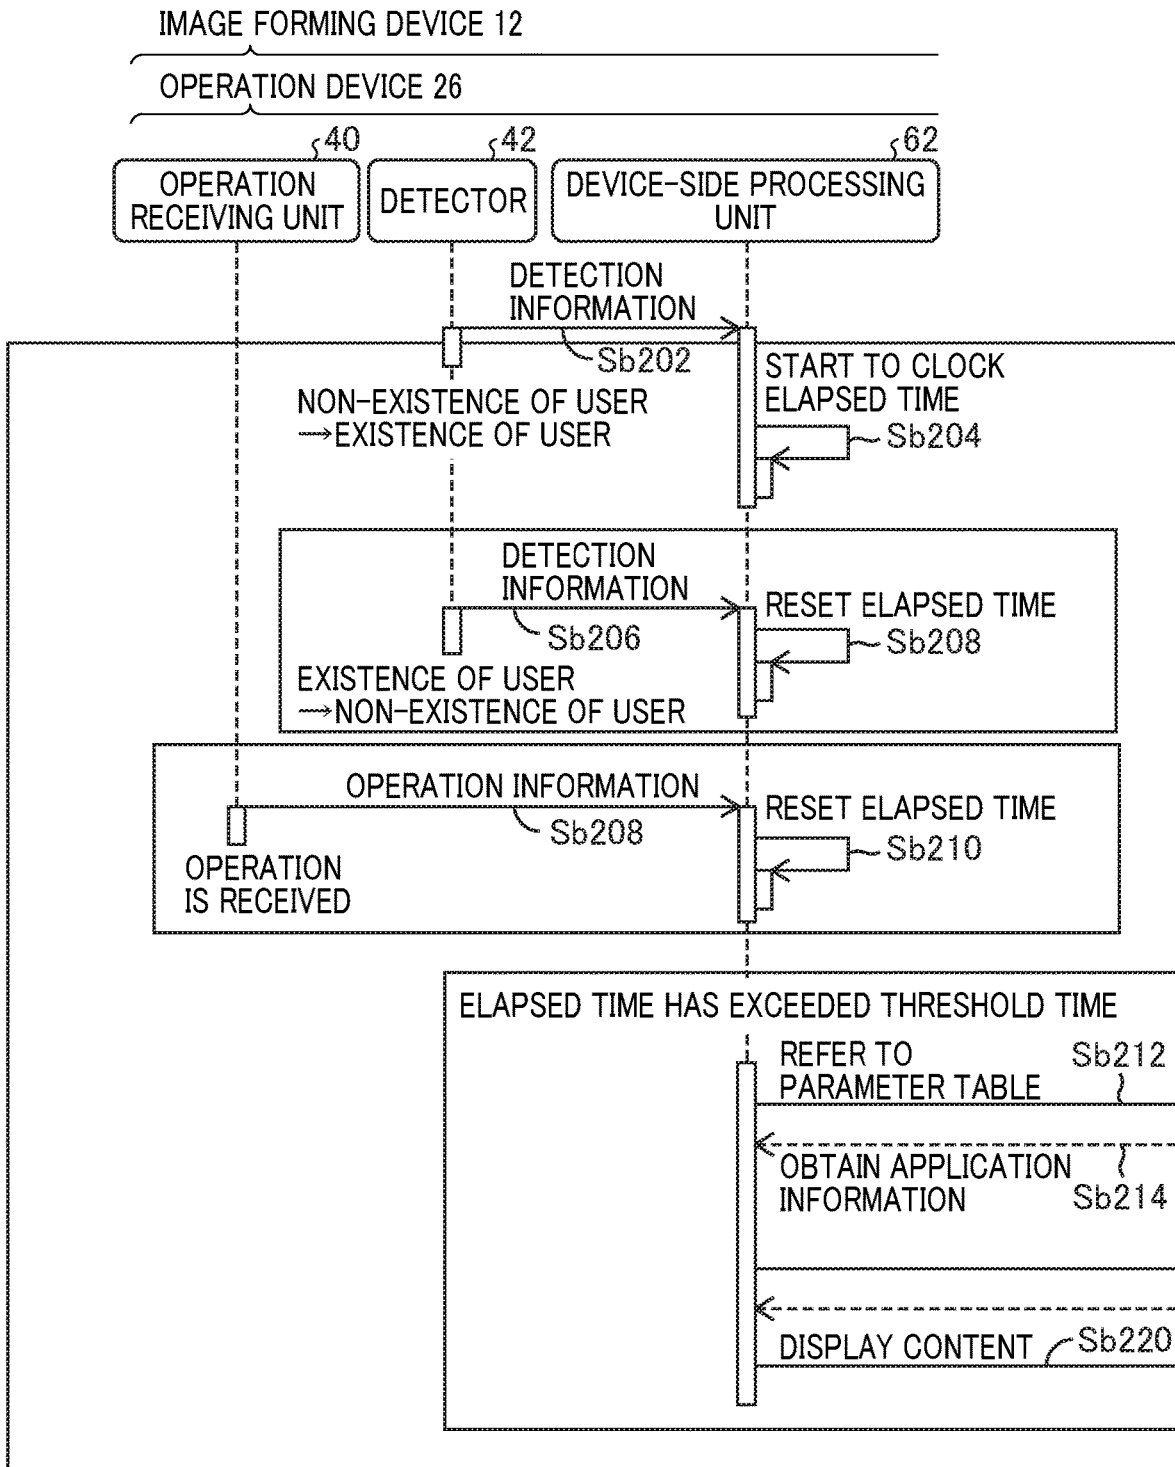 IMAGE FORMING DEVICE 12
OPERATION DEVICE 26
40
42
62
OPERATION
RECEIVING UNIT
DETECTOR
DEVICE-SIDE PROCESSING
UNIT
DETECTION
INFORMATION
Sb202
START TO CLOCK
ELAPSED TIME
NON-EXISTENCE OF USER
→EXISTENCE OF USER
Sb204
DETECTION
INFORMATION
Sb206
RESET ELAPSED TIME
Sb208
EXISTENCE OF USER
→NON-EXISTENCE OF USER
OPERATION INFORMATION
Sb208
RESET ELAPSED TIME
Sb210
OPERATION
IS RECEIVED
ELAPSED TIME HAS EXCEEDED THRESHOLD TIME
REFER TO
PARAMETER TABLE
Sb212
OBTAIN APPLICATION
INFORMATION
Sb214
DISPLAY CONTENT
Sb220